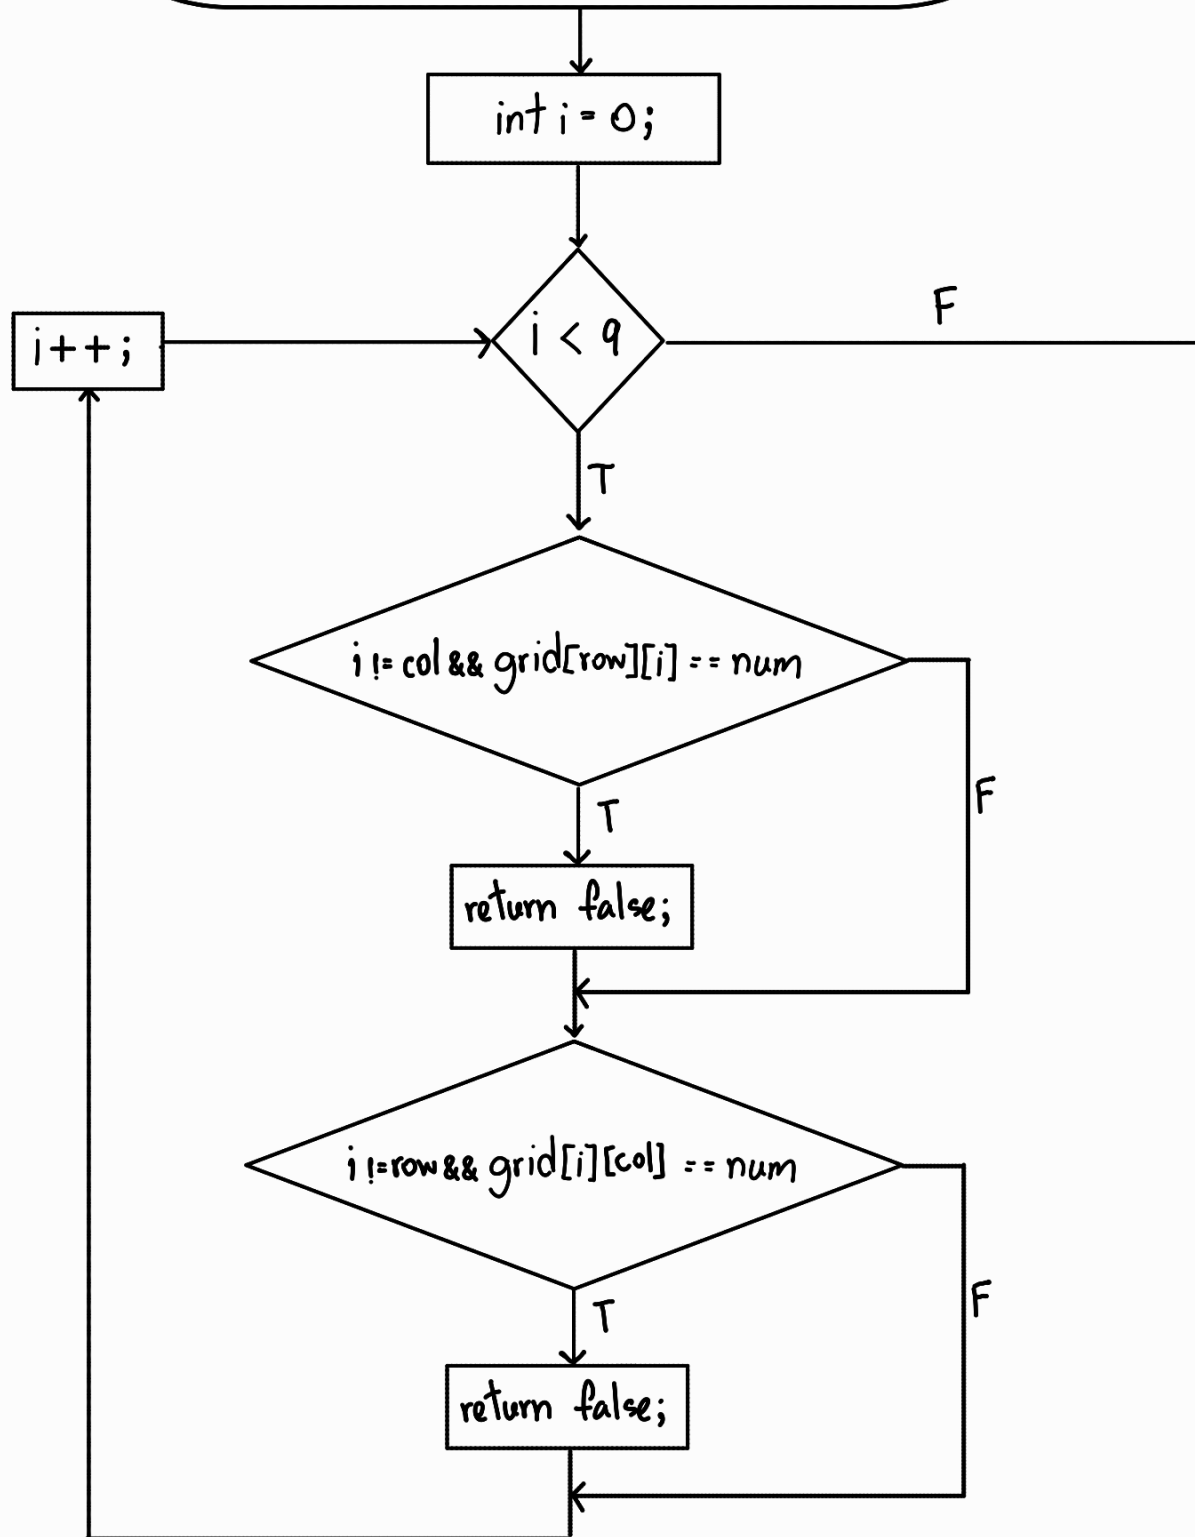 int i = 0;
i < 9
F
i++;
T
i != col && grid[row][i] == num
F
T
return false;
i != row && grid[i][col] == num
F
T
return false;